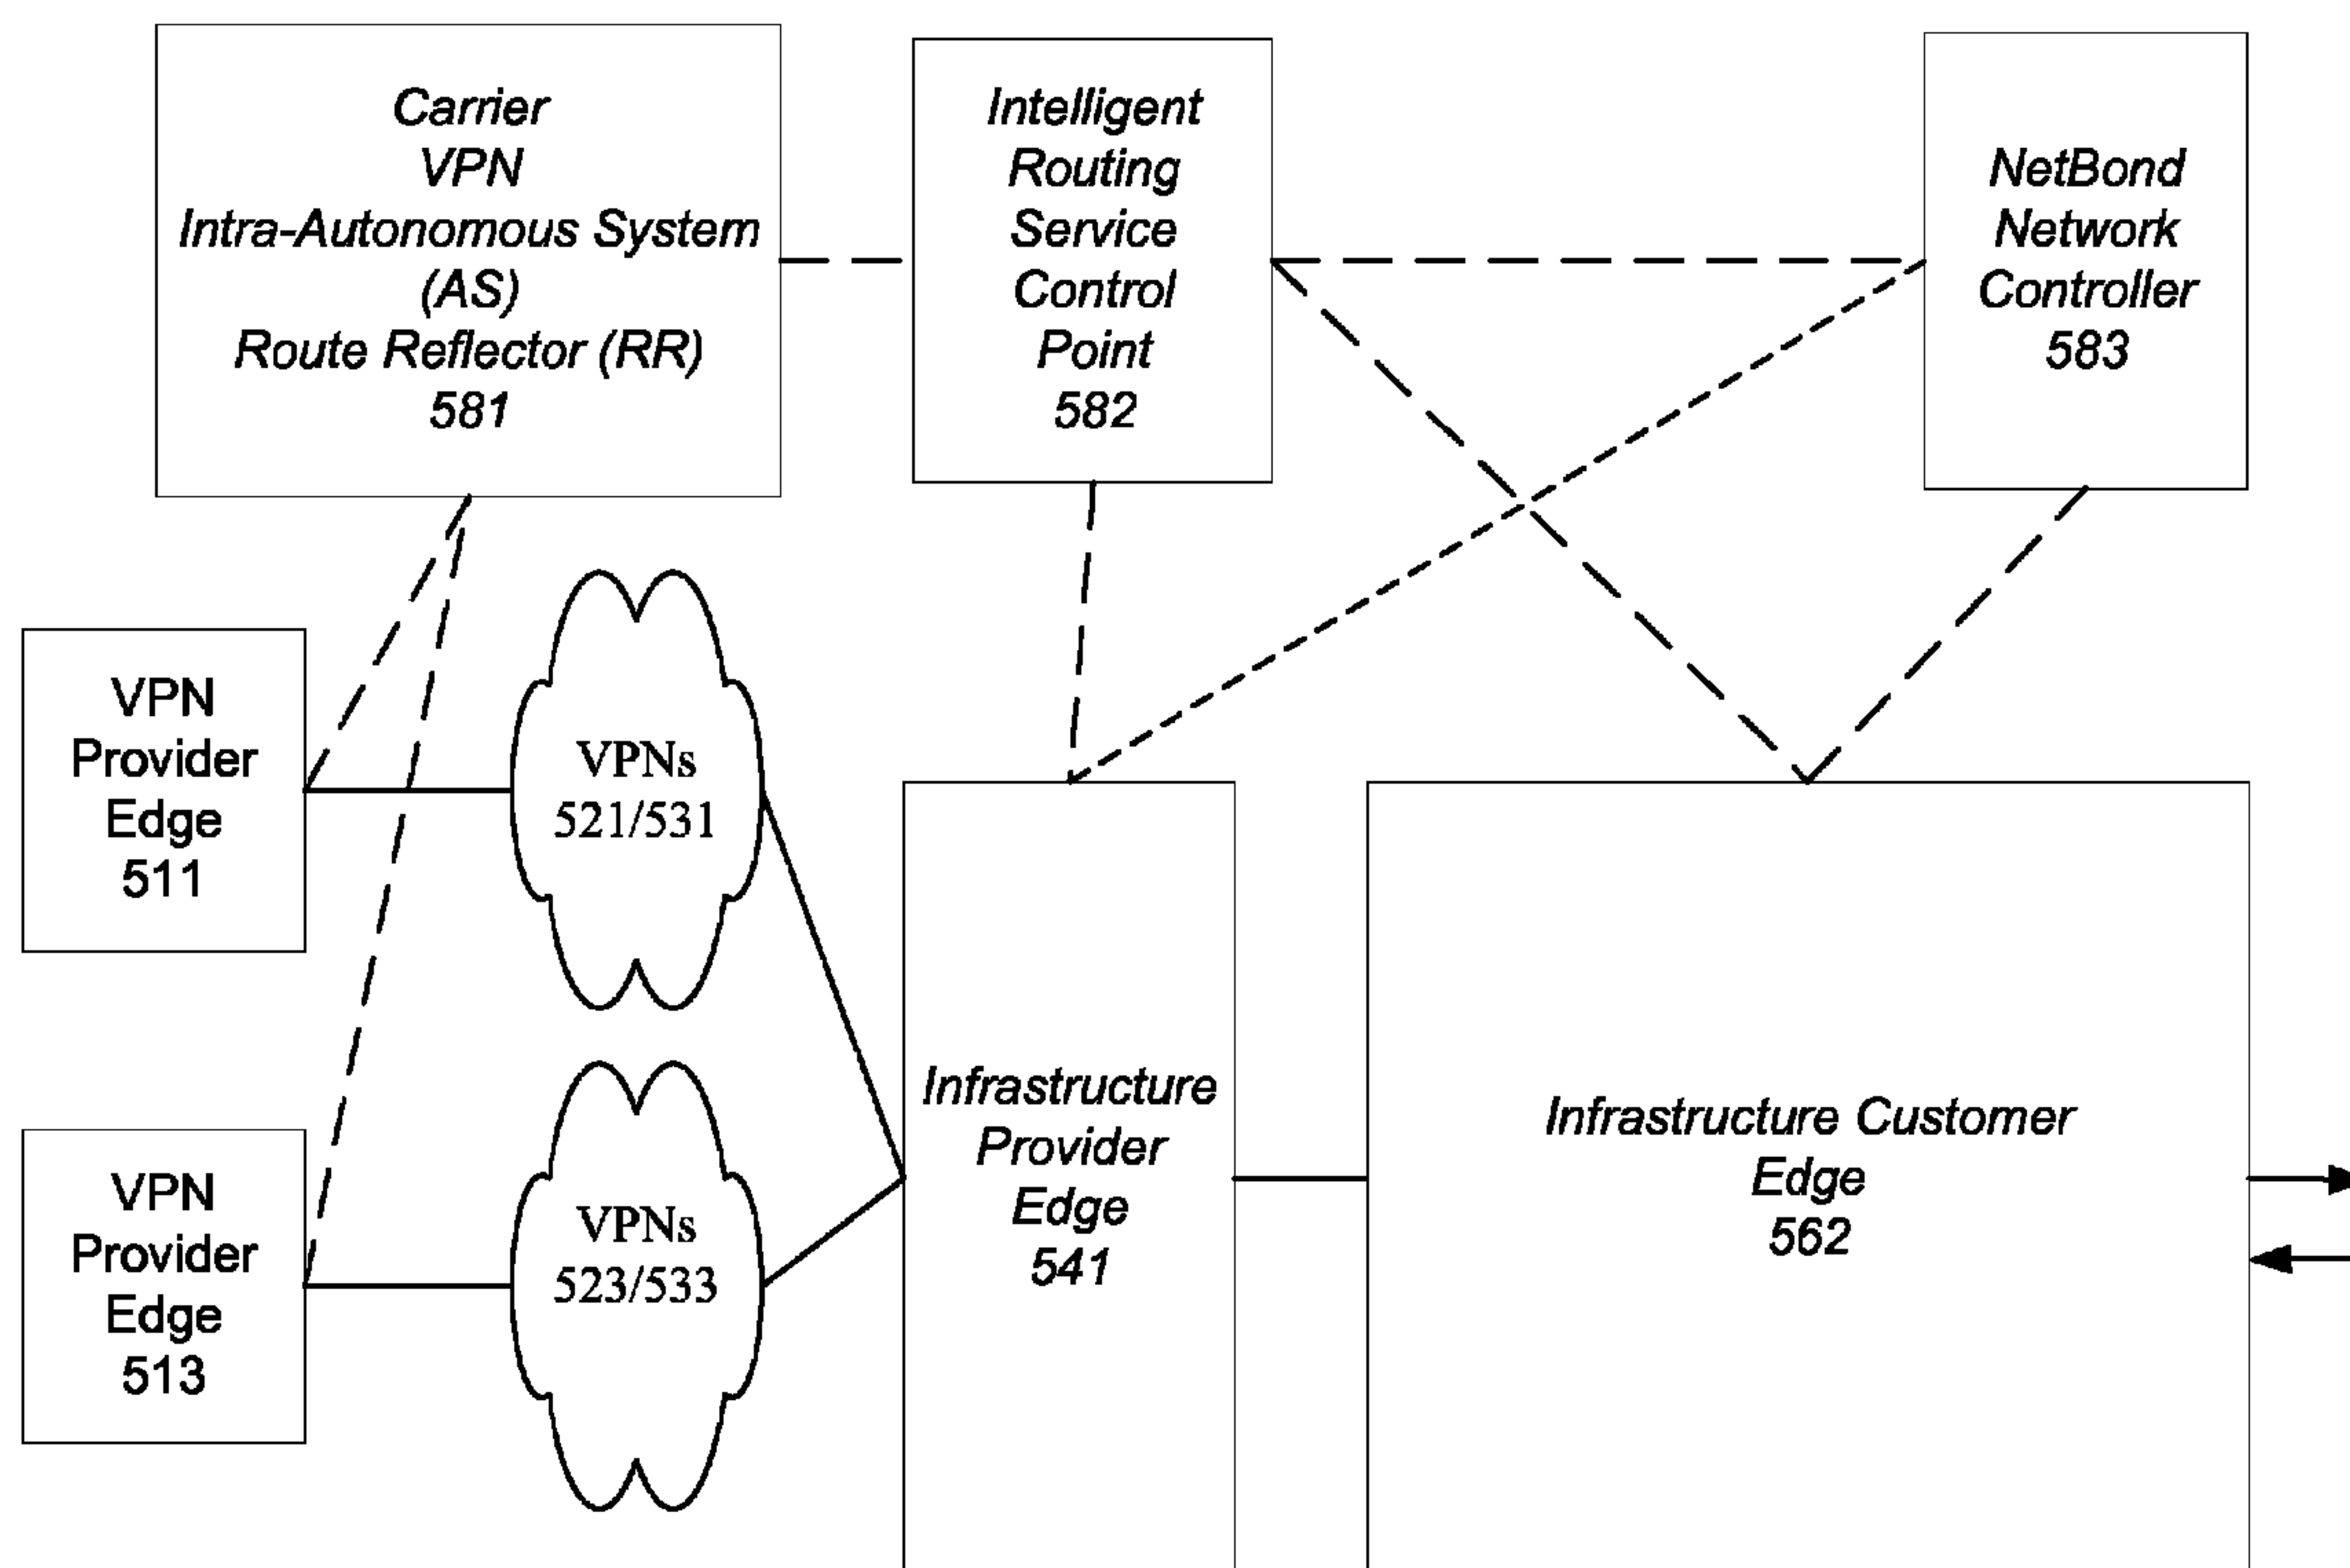 Carrier
VPN
Intra-Autonomous System
(AS)
Route Reflector (RR)
581
Intelligent
Routing
Service
Control
Point
582
NetBond
Network
Controller
583
VPN
Provider
Edge
511
VPNs
521/531
VPN
Provider
Edge
513
VPNs
523/533
Infrastructure
Provider
Edge
541
Infrastructure Customer
Edge
562